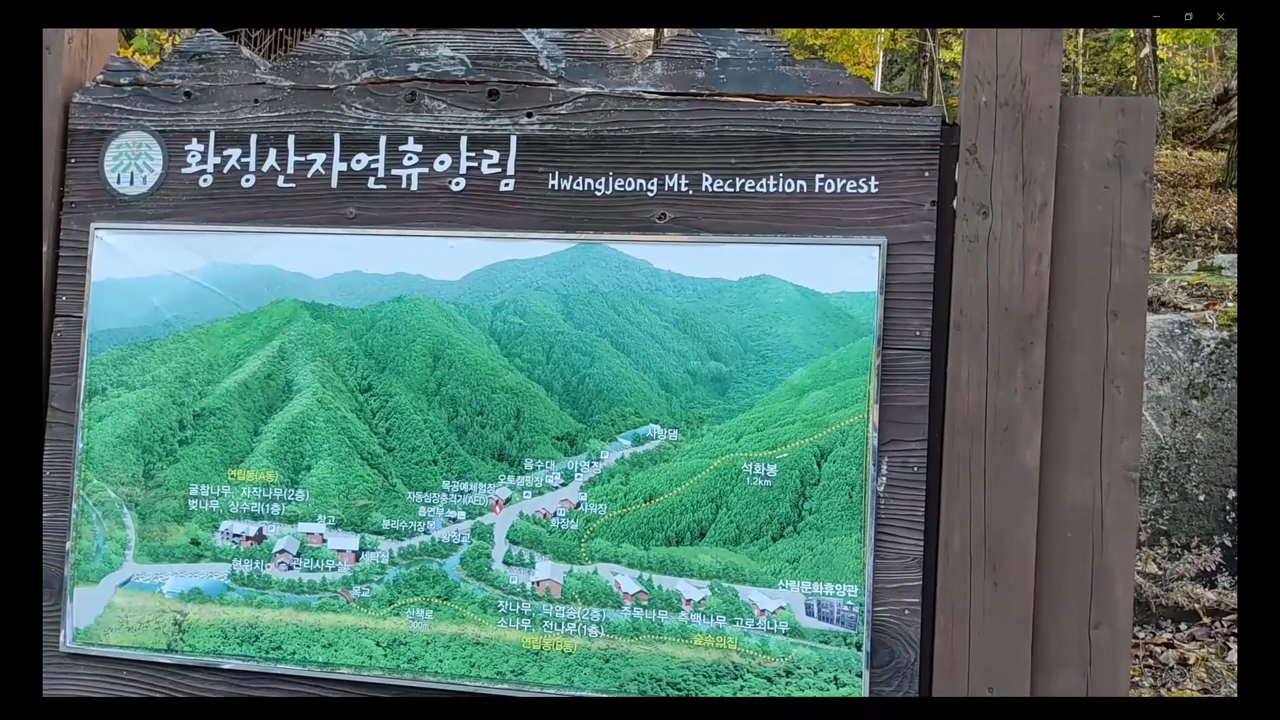 황정산자연휴양림
Hwangjeong Mt. Recreation Forest
사방댐
음수대 야영장
목공예체험장 오토캠핑장
자동심장충격기(AED)
샤워장
흡연부스
화장실
분리수거장
황정교
석화봉
1.2km
연립동(A동)
굴참나무, 자작나무(2층)
벚나무, 상수리(1층)
창고
세탁실
현위치 관리사무실
목교
산책로
300m
산림문화휴양관
잣나무, 낙엽송(2층) 주목나무 측백나무 고로쇠나무
소나무, 전나무(1층)
연립동(B동)
숲속의집